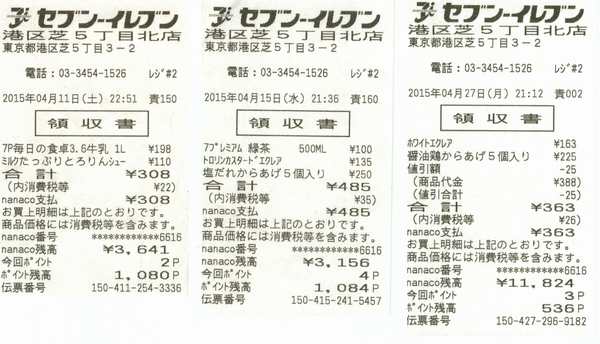 セブン-イレブン
港区芝5丁目北店
東京都港区芝5丁目3-2
電話：03-3454-1526 レジ#2
2015年04月11日(土) 22:51 責150
領収書
7P毎日の食卓3.6牛乳 1L ¥198
ミルクたっぷりとろりんシュー ¥110
合計 ¥308
(内消費税等 ¥22)
nanaco支払 ¥308
お買上明細は上記のとおりです。
商品価格には消費税等を含みます。
nanaco番号 ************6616
nanaco残高 ¥3,641
今回ポイント 2P
ポイント残高 1,080P
伝票番号 150-411-254-3336
セブン-イレブン
港区芝5丁目北店
東京都港区芝5丁目3-2
電話：03-3454-1526 レジ#2
2015年04月15日(水) 21:36 責160
領収書
7プレミアム 緑茶 500ML ¥100
トロリンカスタードエクレア ¥135
塩だれからあげ5個入り ¥250
合計 ¥485
(内消費税等 ¥35)
nanaco支払 ¥485
お買上明細は上記のとおりです。
商品価格には消費税等を含みます。
nanaco番号 ************6616
nanaco残高 ¥3,156
今回ポイント 4P
ポイント残高 1,084P
伝票番号 150-415-241-5457
セブン-イレブン
港区芝5丁目北店
東京都港区芝5丁目3-2
電話：03-3454-1526 レジ#2
2015年04月27日(月) 21:12 責002
領収書
ホワイトエクレア ¥163
醤油鶏からあげ5個入り ¥225
値引額 -25
(商品代金 ¥388)
(値引合計 -25)
合計 ¥363
(内消費税等 ¥26)
nanaco支払 ¥363
お買上明細は上記のとおりです。
商品価格には消費税等を含みます。
nanaco番号 ************6616
nanaco残高 ¥11,824
今回ポイント 3P
ポイント残高 536P
伝票番号 150-427-296-9182